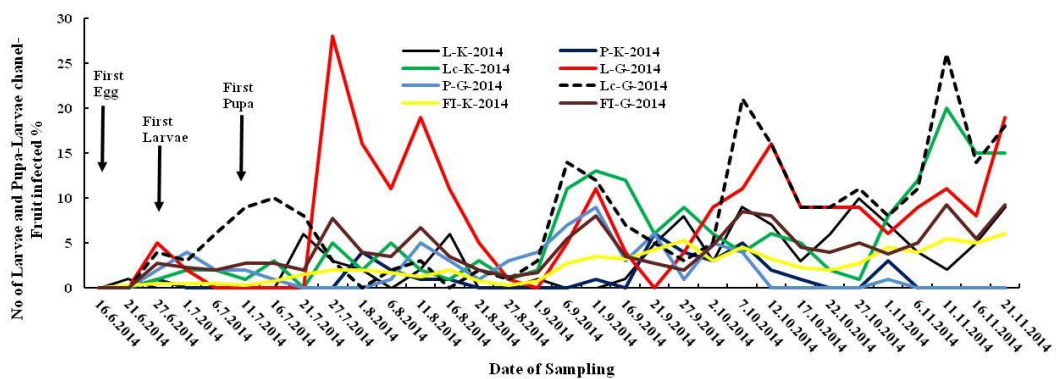 No of Larvae and Pupa-Larvae chanel-
Fruit infected %
30
25
20
15
10
5
0
First
Egg
First
Larvae
First
Pupa
L-K-2014
P-K-2014
Lc-K-2014
L-G-2014
P-G-2014
Lc-G-2014
FI-K-2014
FI-G-2014
16.6.2014
21.6.2014
27.6.2014
1.7.2014
6.7.2014
11.7.2014
16.7.2014
21.7.2014
27.7.2014
1.8.2014
6.8.2014
11.8.2014
16.8.2014
21.8.2014
27.8.2014
1.9.2014
6.9.2014
11.9.2014
16.9.2014
21.9.2014
27.9.2014
2.10.2014
7.10.2014
12.10.2014
17.10.2014
22.10.2014
27.10.2014
1.11.2014
6.11.2014
11.11.2014
16.11.2014
21.11.2014
Date of Sampling